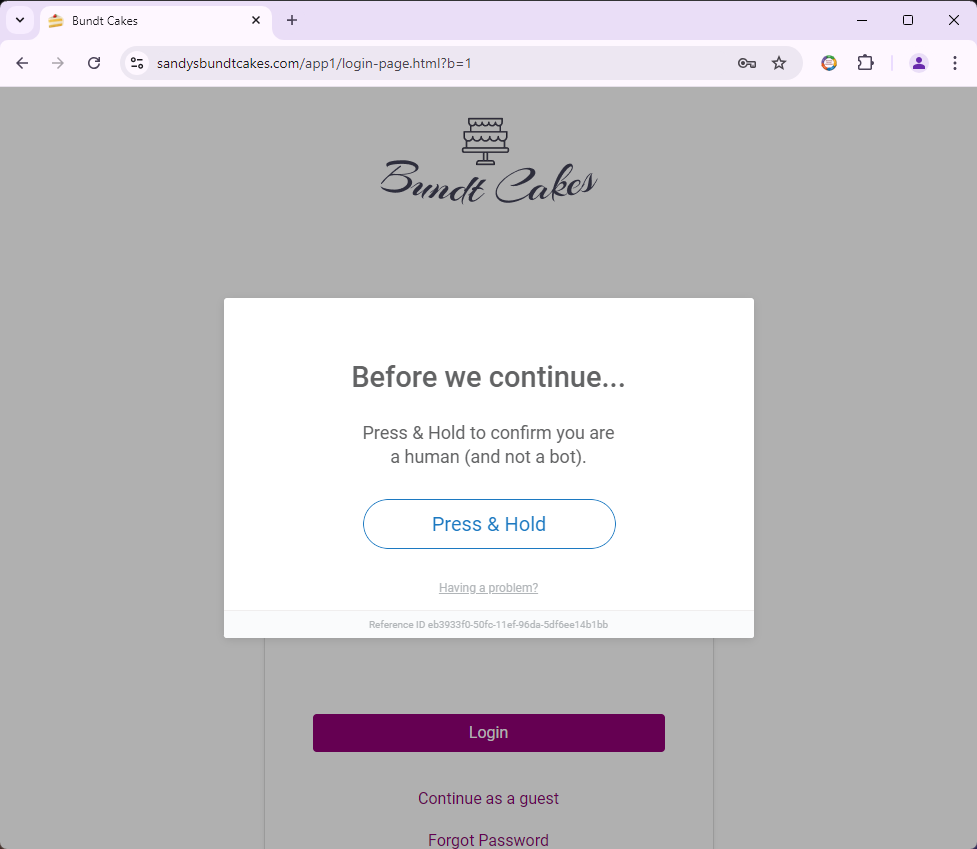 Bundt Cakes
sandysbundtcakes.com/app1/login-page.html?b=1
Bundt Cakes
Before we continue...
Press & Hold to confirm you are
a human (and not a bot).
Press & Hold
Having a problem?
Reference ID eb3933f0-50fc-11ef-96da-5df6ee14b1bb
Login
Continue as a guest
Forgot Password